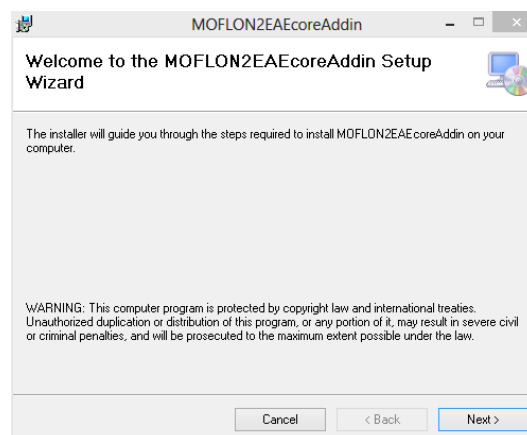 MOFLON2EAEcoreAddin
Welcome to the MOFLON2EAEcoreAddin Setup
Wizard
The installer will guide you through the steps required to install MOFLON2EAEcoreAddin on your
computer.
WARNING: This computer program is protected by copyright law and international treaties.
Unauthorized duplication or distribution of this program, or any portion of it, may result in severe civil
or criminal penalties, and will be prosecuted to the maximum extent possible under the law.
Cancel
< Back
Next >